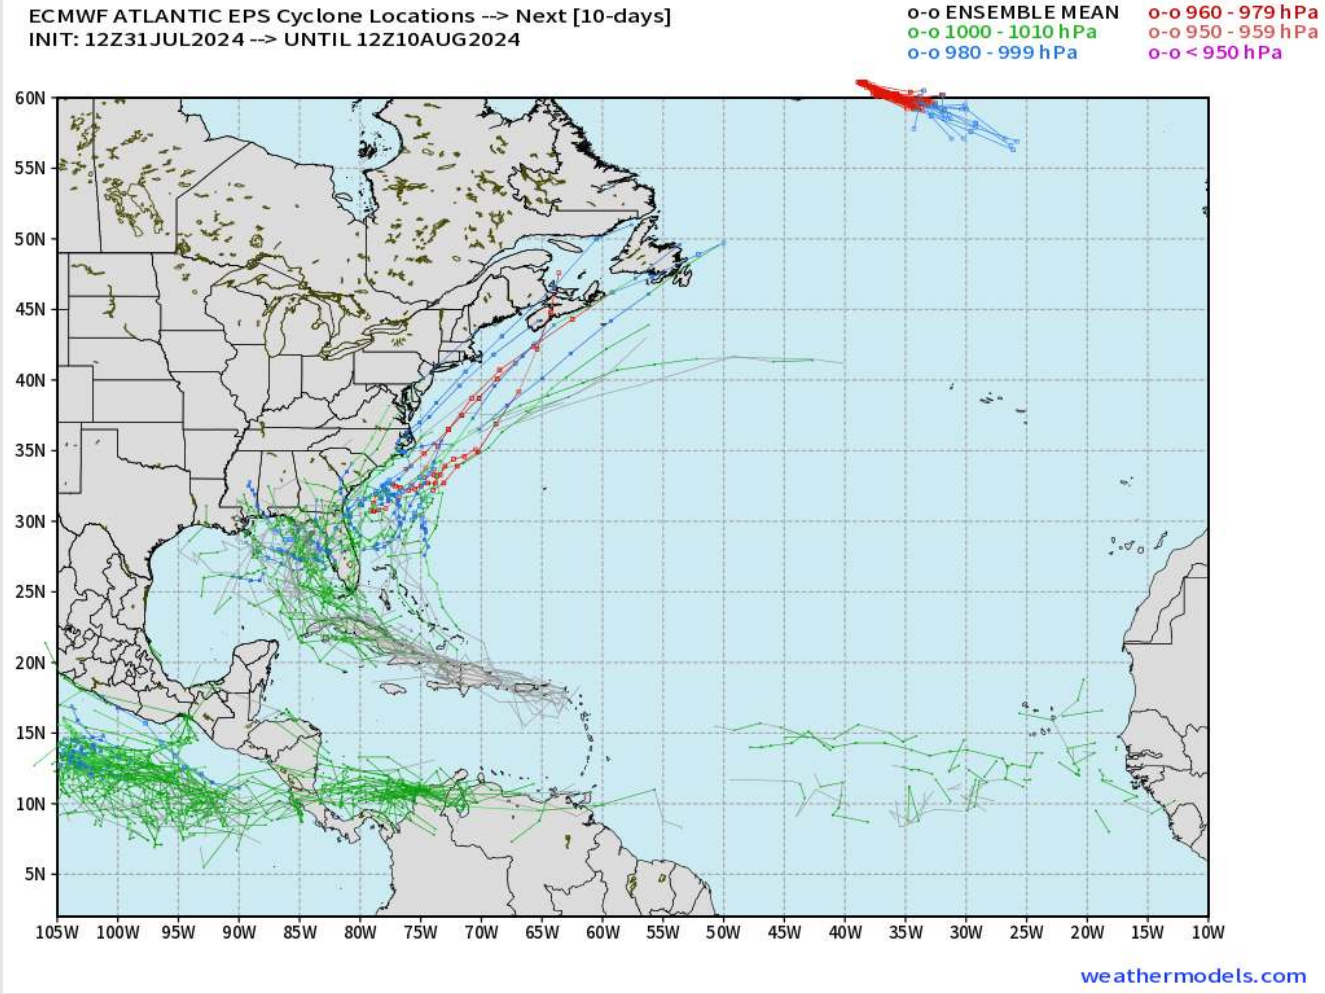 ECMWF ATLANTIC EPS Cyclone Locations --> Next [10-days]
INIT: 12Z31JUL2024 --> UNTIL 12Z10AUG2024
o-o ENSEMBLE MEAN
o-o 960 - 979 hPa
o-o 1000 - 1010 hPa
o-o 950 - 959 hPa
o-o 980 - 999 hPa
o-o < 950 hPa
60N
55N
50N
45N
40N
35N
30N
25N
20N
15N
10N
5N
105W 100W 95W 90W 85W 80W 75W 70W 65W 60W 55W 50W 45W 40W 35W 30W 25W 20W 15W 10W
weathermodels.com